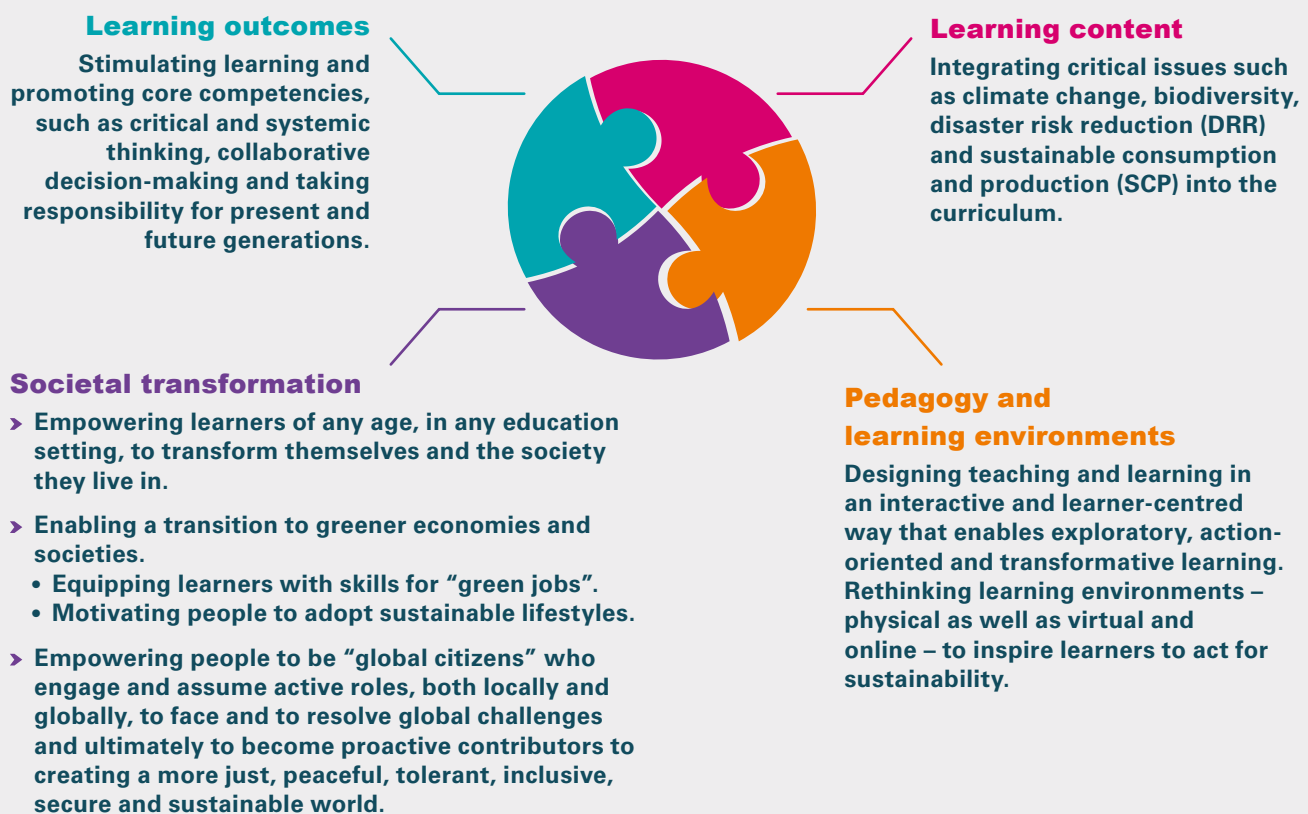 Learning outcomes
Stimulating learning and
promoting core competencies,
such as critical and systemic
thinking, collaborative
decision-making and taking
responsibility for present and
future generations.
Learning content
Integrating critical issues such
as climate change, biodiversity,
disaster risk reduction (DRR)
and sustainable consumption
and production (SCP) into the
curriculum.
Societal transformation
> Empowering learners of any age, in any education
setting, to transform themselves and the society
they live in.
> Enabling a transition to greener economies and
societies.
• Equipping learners with skills for “green jobs”.
• Motivating people to adopt sustainable lifestyles.
> Empowering people to be “global citizens” who
engage and assume active roles, both locally and
globally, to face and to resolve global challenges
and ultimately to become proactive contributors to
creating a more just, peaceful, tolerant, inclusive,
secure and sustainable world.
Pedagogy and
learning environments
Designing teaching and learning in
an interactive and learner-centred
way that enables exploratory, action-
oriented and transformative learning.
Rethinking learning environments –
physical as well as virtual and
online – to inspire learners to act for
sustainability.